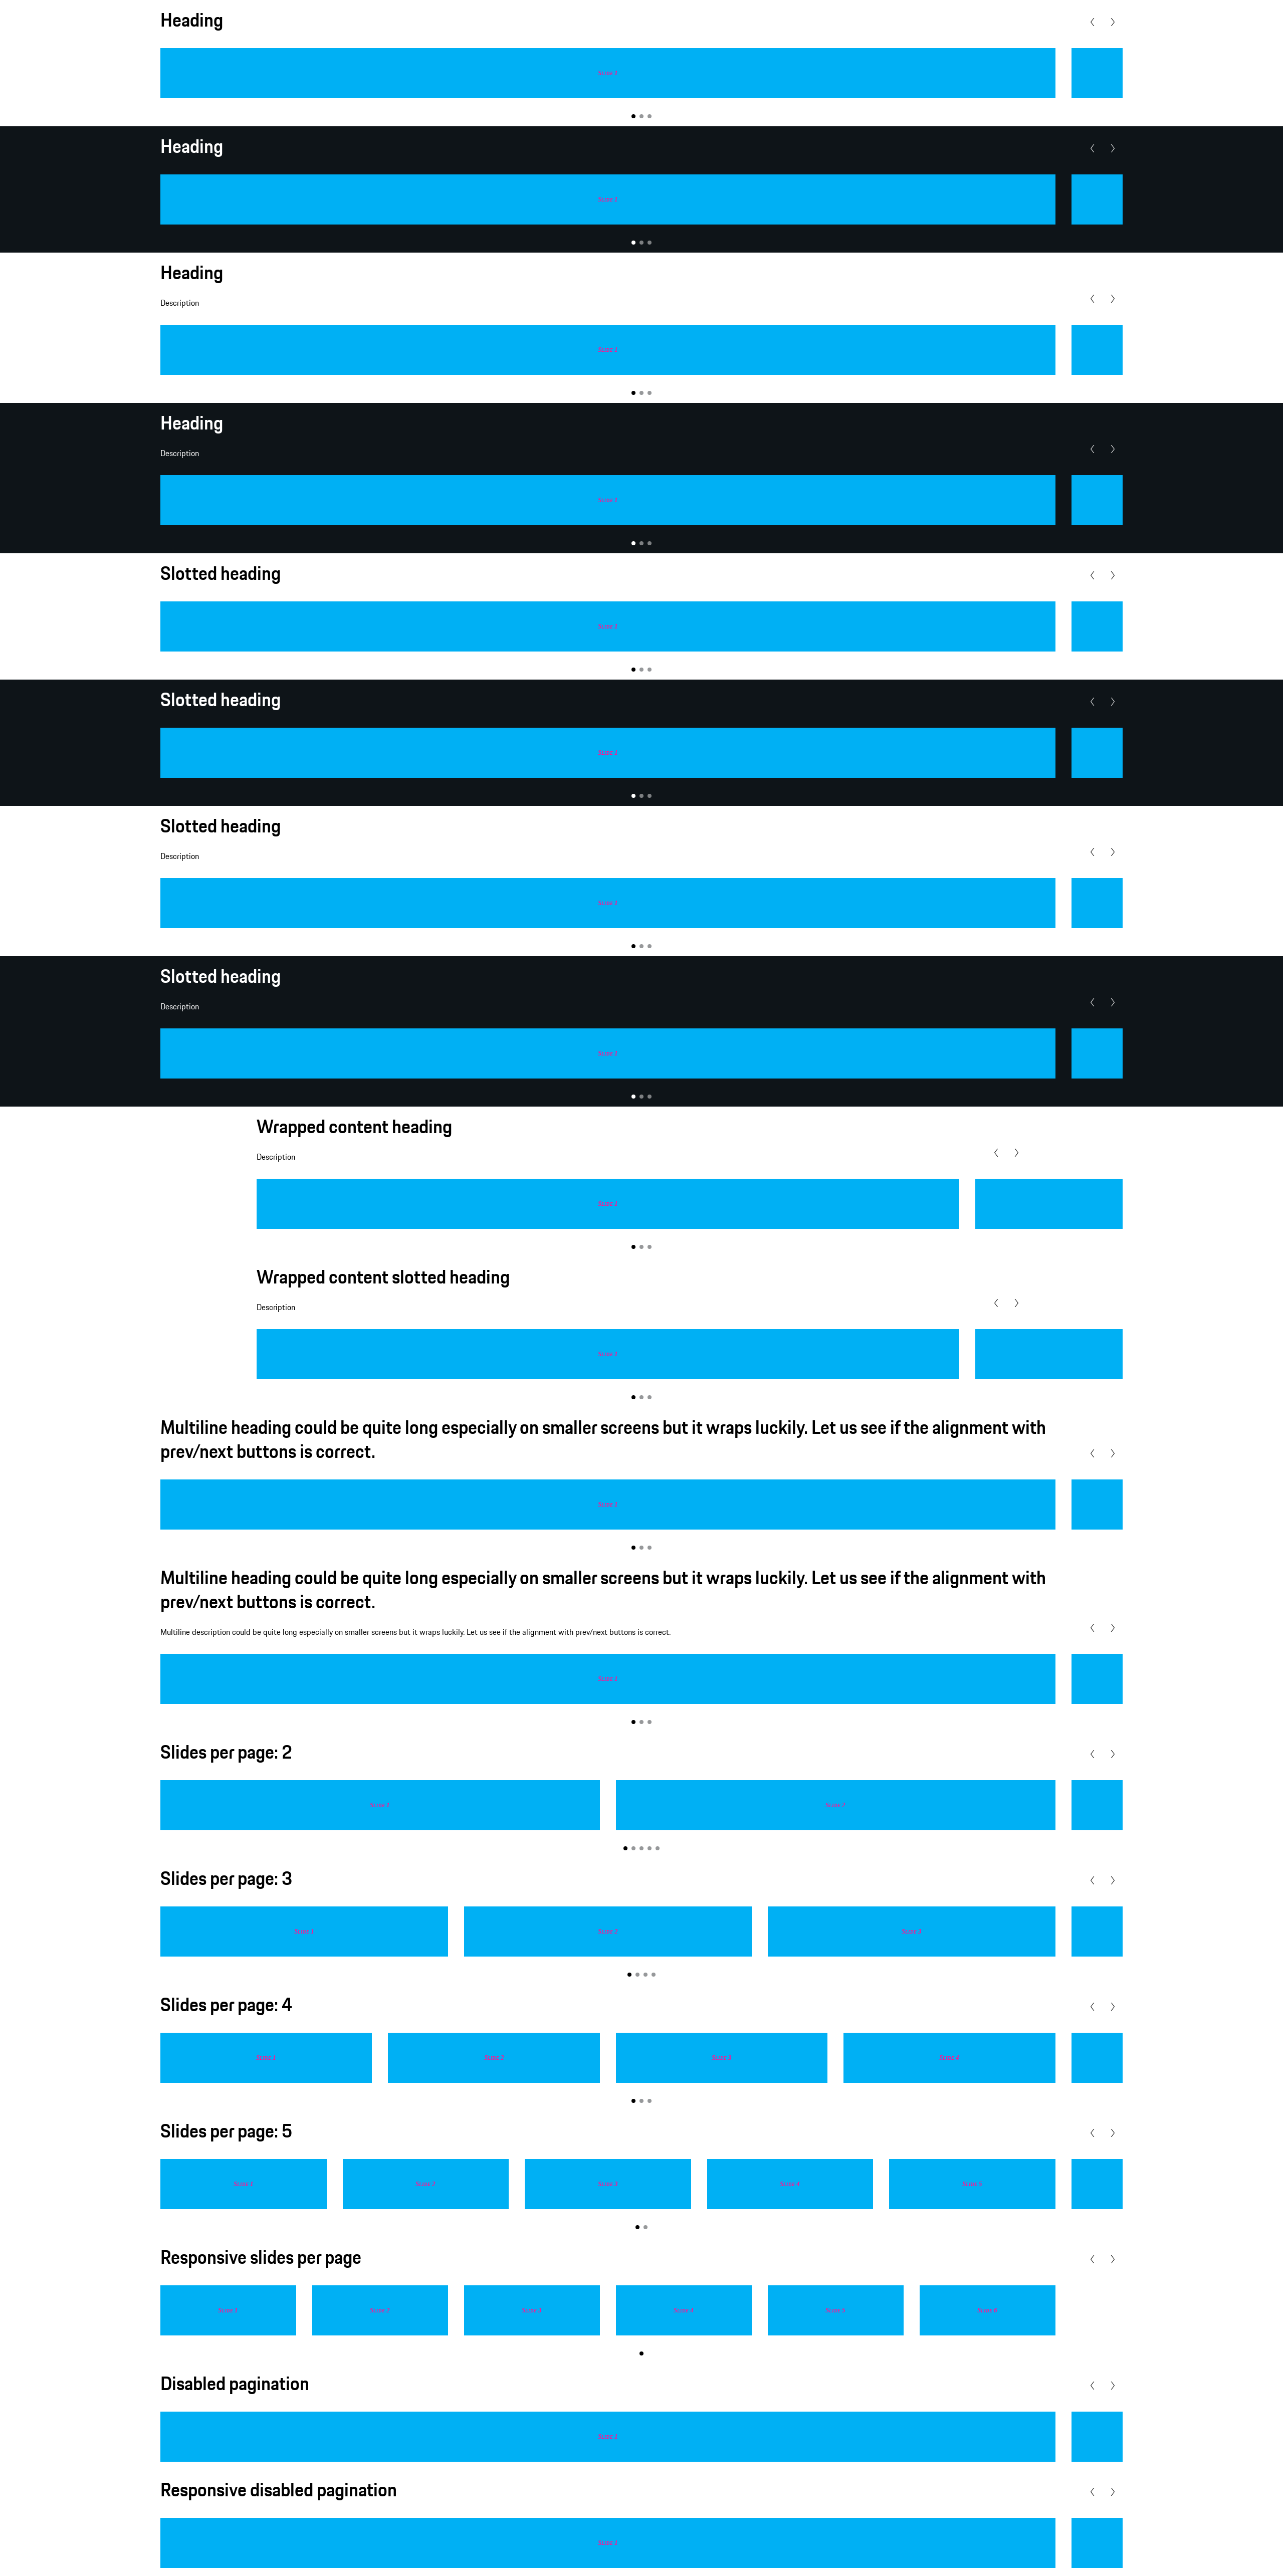 Heading
Slide 1
Heading
Slide 1
Heading
Description
Slide 1
Heading
Description
Slide 1
Slotted heading
Slide 1
Slotted heading
Slide 1
Slotted heading
Description
Slide 1
Slotted heading
Description
Slide 1
Wrapped content heading
Description
Slide 1
Wrapped content slotted heading
Description
Slide 1
Multiline heading could be quite long especially on smaller screens but it wraps luckily. Let us see if the alignment with
prev/next buttons is correct.
Slide 1
Multiline heading could be quite long especially on smaller screens but it wraps luckily. Let us see if the alignment with
prev/next buttons is correct.
Multiline description could be quite long especially on smaller screens but it wraps luckily. Let us see if the alignment with prev/next buttons is correct.
Slide 1
Slides per page: 2
Slide 1 Slide 2
Slides per page: 3
Slide 1 Slide 2 Slide 3
Slides per page: 4
Slide 1 Slide 2 Slide 3 Slide 4
Slides per page: 5
Slide 1 Slide 2 Slide 3 Slide 4 Slide 5
Responsive slides per page
Slide 1 Slide 2 Slide 3 Slide 4 Slide 5 Slide 6
Disabled pagination
Slide 1
Responsive disabled pagination
Slide 1